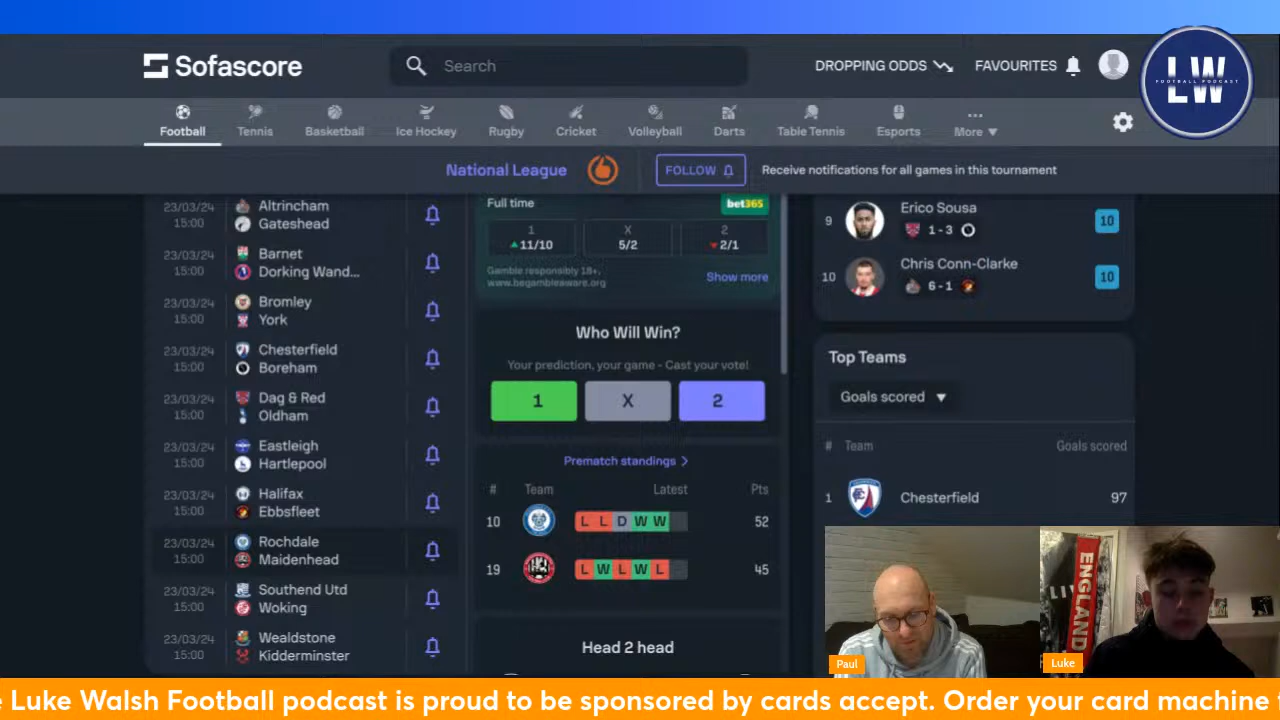 Sofascore
Search
DROPPING ODDS
FAVOURITES
LW
FOOTBALL PODCAST
Football
Tennis
Basketball
Ice Hockey
Rugby
Cricket
Volleyball
Darts
Table Tennis
Esports
More ▼
National League
FOLLOW
Receive notifications for all games in this tournament
23/03/24 Altrincham
15:00 Gateshead
23/03/24 Barnet
15:00 Dorking Wand...
23/03/24 Bromley
15:00 York
23/03/24 Chesterfield
15:00 Boreham
23/03/24 Dag & Red
15:00 Oldham
23/03/24 Eastleigh
15:00 Hartlepool
23/03/24 Halifax
15:00 Ebbsfleet
23/03/24 Rochdale
15:00 Maidenhead
23/03/24 Southend Utd
15:00 Woking
23/03/24 Wealdstone
15:00 Kidderminster
Full time
bet365
1 X 2
11/10 5/2 2/1
Gamble responsibly 18+,
www.begambleaware.org
Show more
Who Will Win?
Your prediction, your game - Cast your vote!
1 X 2
Prematch standings
# Team Latest Pts
10 L L D W W 52
19 L W L W L 45
Head 2 head
9 Erico Sousa 10
1 - 3
10 Chris Conn-Clarke 10
6 - 1
Top Teams
Goals scored ▼
# Team Goals scored
1 Chesterfield 97
ENGLAND
Paul
Luke
e Luke Walsh Football podcast is proud to be sponsored by cards accept. Order your card machine